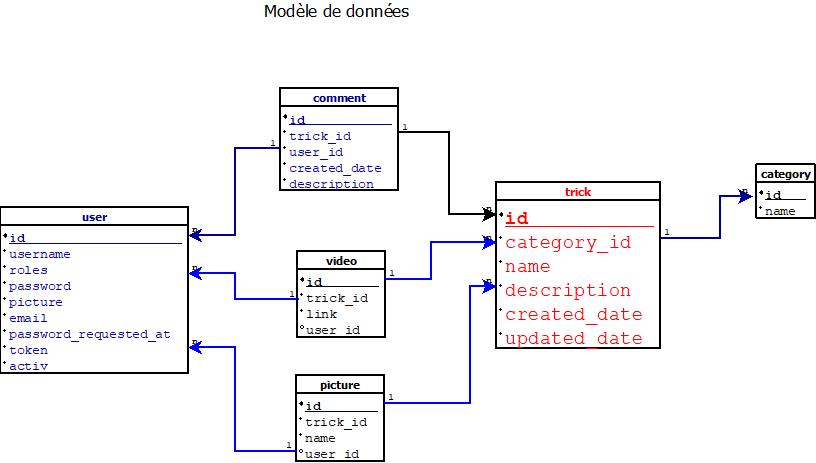 Modèle de données
comment
id
trick_id
user_id
created_date
description
1
1
category
id
name
n
trick
id
category_id
name
description
created_date
updated_date
n
n
n
1
user
id
username
roles
password
picture
email
password_requested_at
token
activ
n
n
n
video
id
trick_id
link
user_id
1
1
picture
id
trick_id
name
user_id
1
1